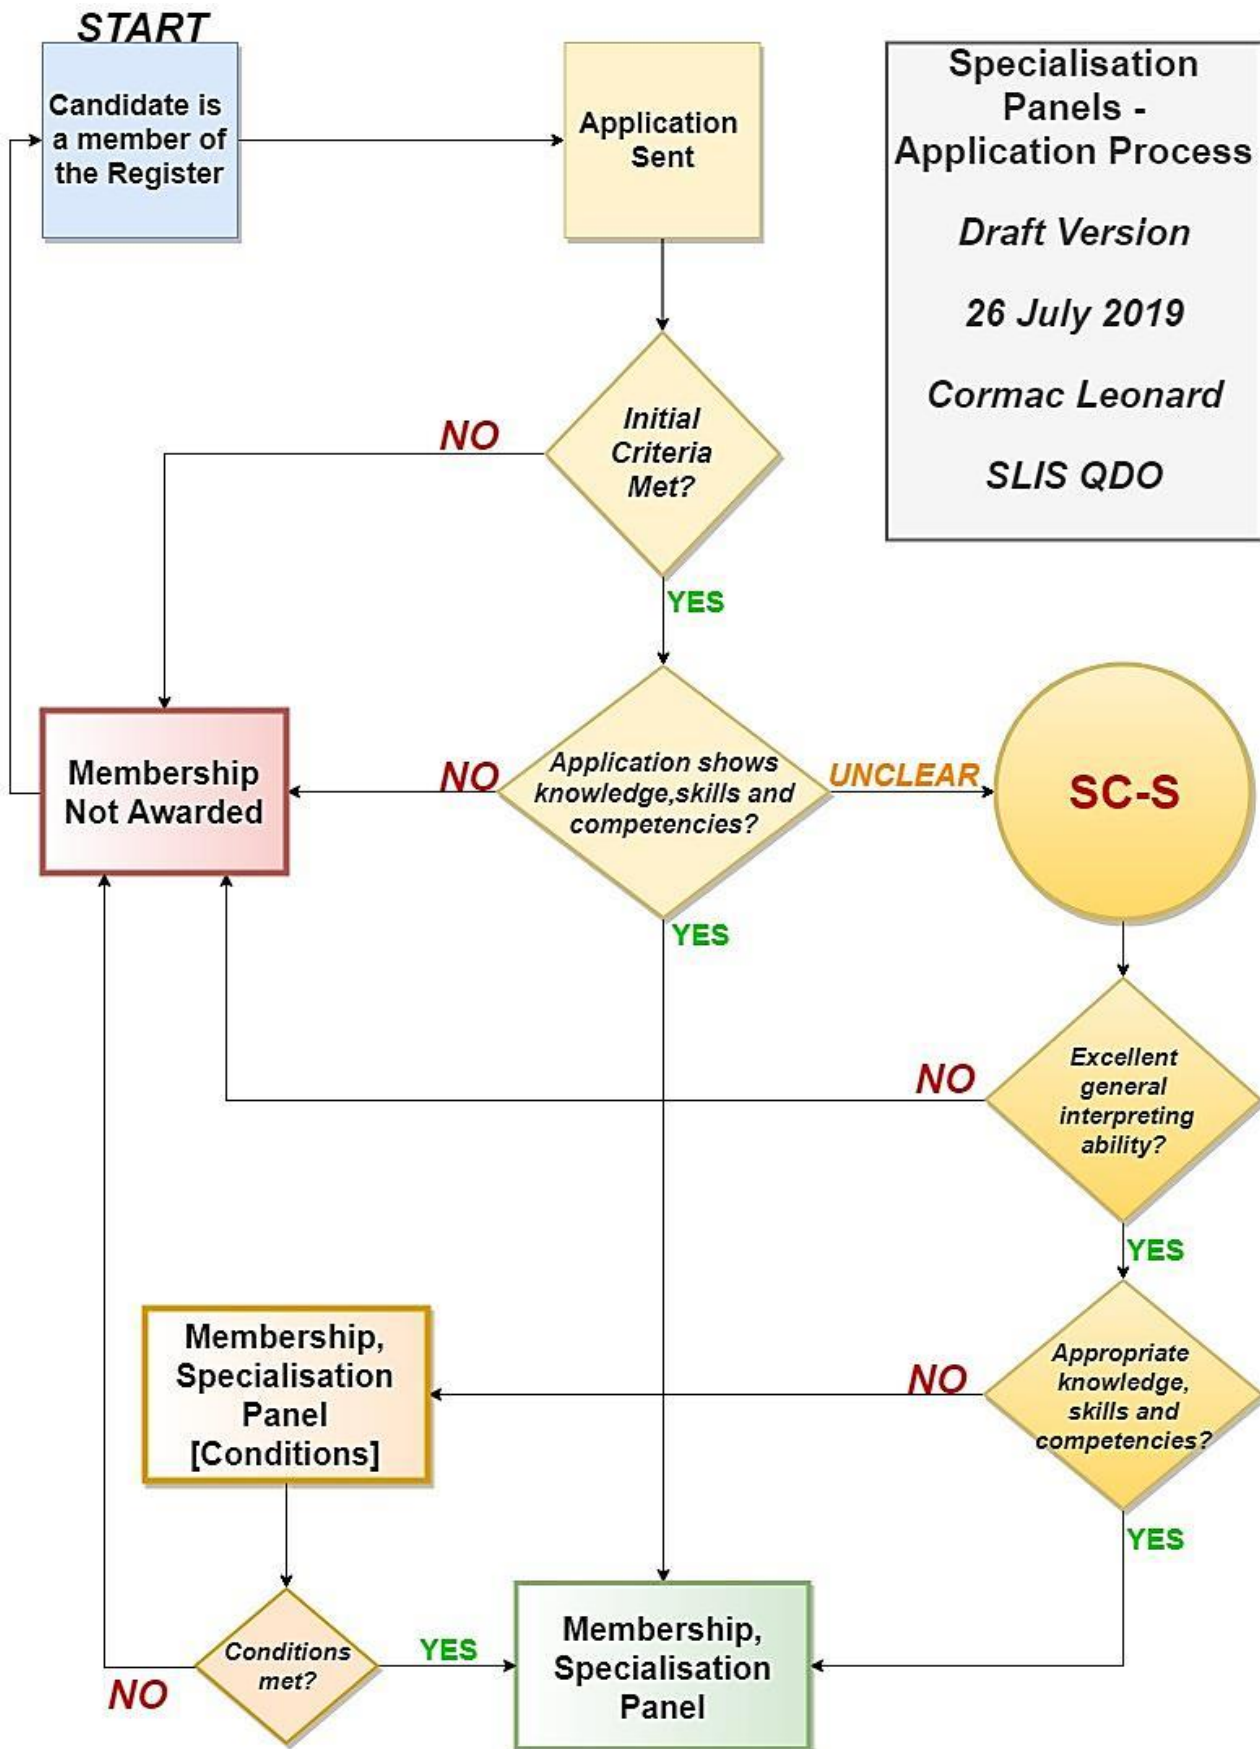 START
Candidate is
a member of
the Register
Application
Sent
Specialisation
Panels -
Application Process
Draft Version
26 July 2019
Cormac Leonard
SLIS QDO
Initial
Criteria
Met?
NO
YES
Membership
Not Awarded
NO
Application shows
knowledge,skills and
competencies?
UNCLEAR
SC-S
YES
Excellent
general
interpreting
ability?
NO
YES
Membership,
Specialisation
Panel
[Conditions]
NO
Appropriate
knowledge,
skills and
competencies?
YES
Conditions
met?
NO
YES
Membership,
Specialisation
Panel